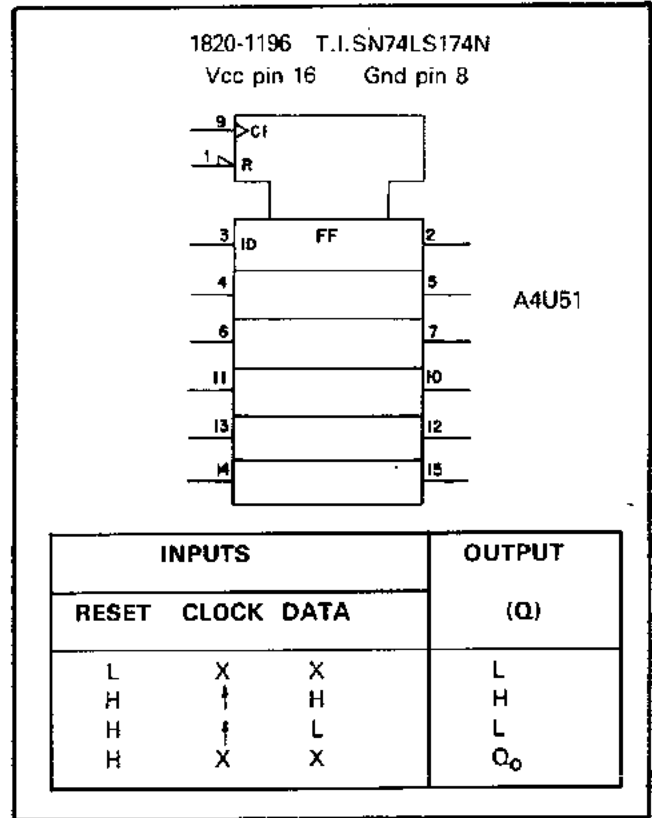 1820-1196 T.I.SN74LS174N
Vcc pin 16 Gnd pin 8
9 C1
1 R
3 1D FF 2
4 5
A4U51
6 7
11 10
13 12
14 15
INPUTS OUTPUT
RESET CLOCK DATA (Q)
L X X L
H ↑ H H
H ↑ L L
H X X Q₀